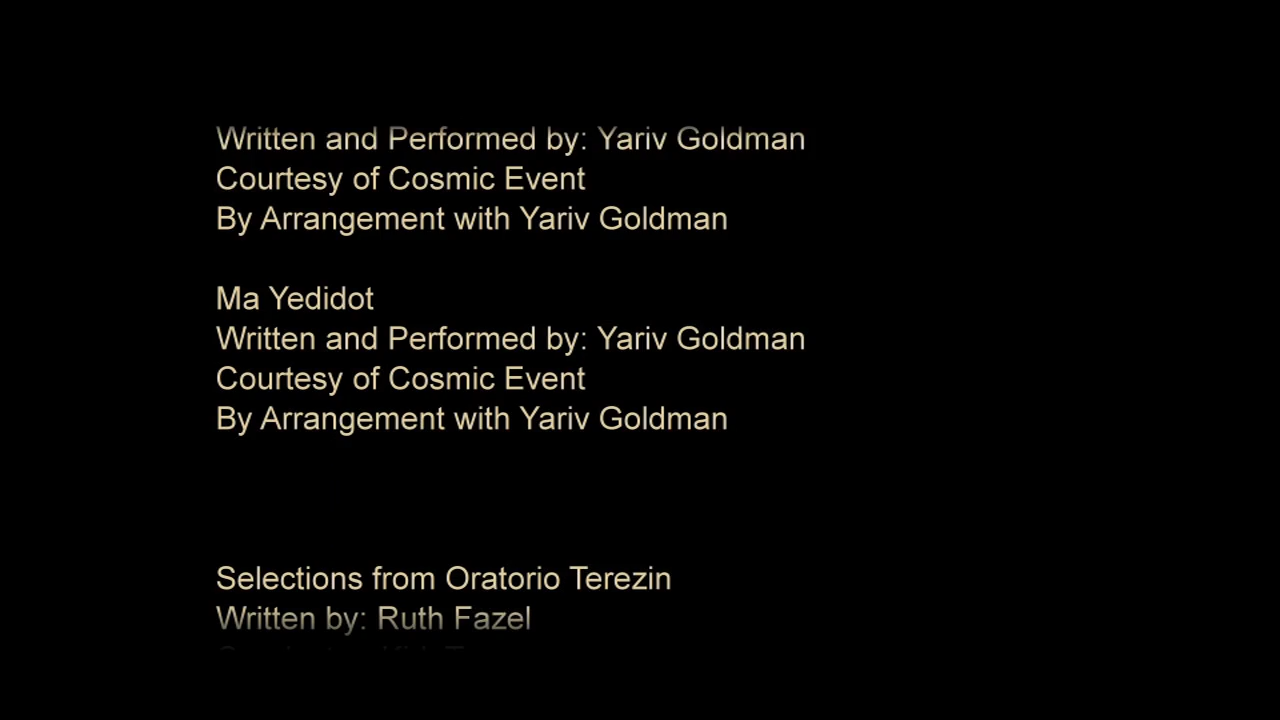 Written and Performed by: Yariv Goldman
Courtesy of Cosmic Event
By Arrangement with Yariv Goldman
Ma Yedidot
Written and Performed by: Yariv Goldman
Courtesy of Cosmic Event
By Arrangement with Yariv Goldman
Selections from Oratorio Terezin
Written by: Ruth Fazel